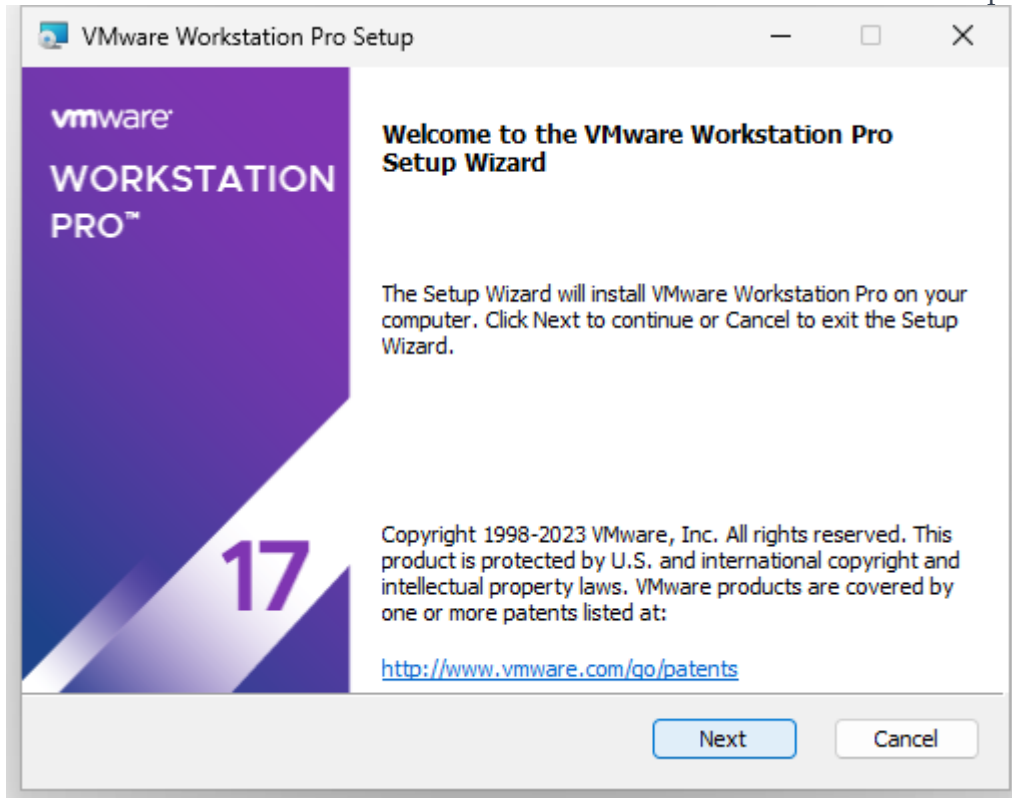 VMware Workstation Pro Setup
vmware
WORKSTATION
PRO™
17
Welcome to the VMware Workstation Pro
Setup Wizard
The Setup Wizard will install VMware Workstation Pro on your
computer. Click Next to continue or Cancel to exit the Setup
Wizard.
Copyright 1998-2023 VMware, Inc. All rights reserved. This
product is protected by U.S. and international copyright and
intellectual property laws. VMware products are covered by
one or more patents listed at:
http://www.vmware.com/go/patents
Next
Cancel